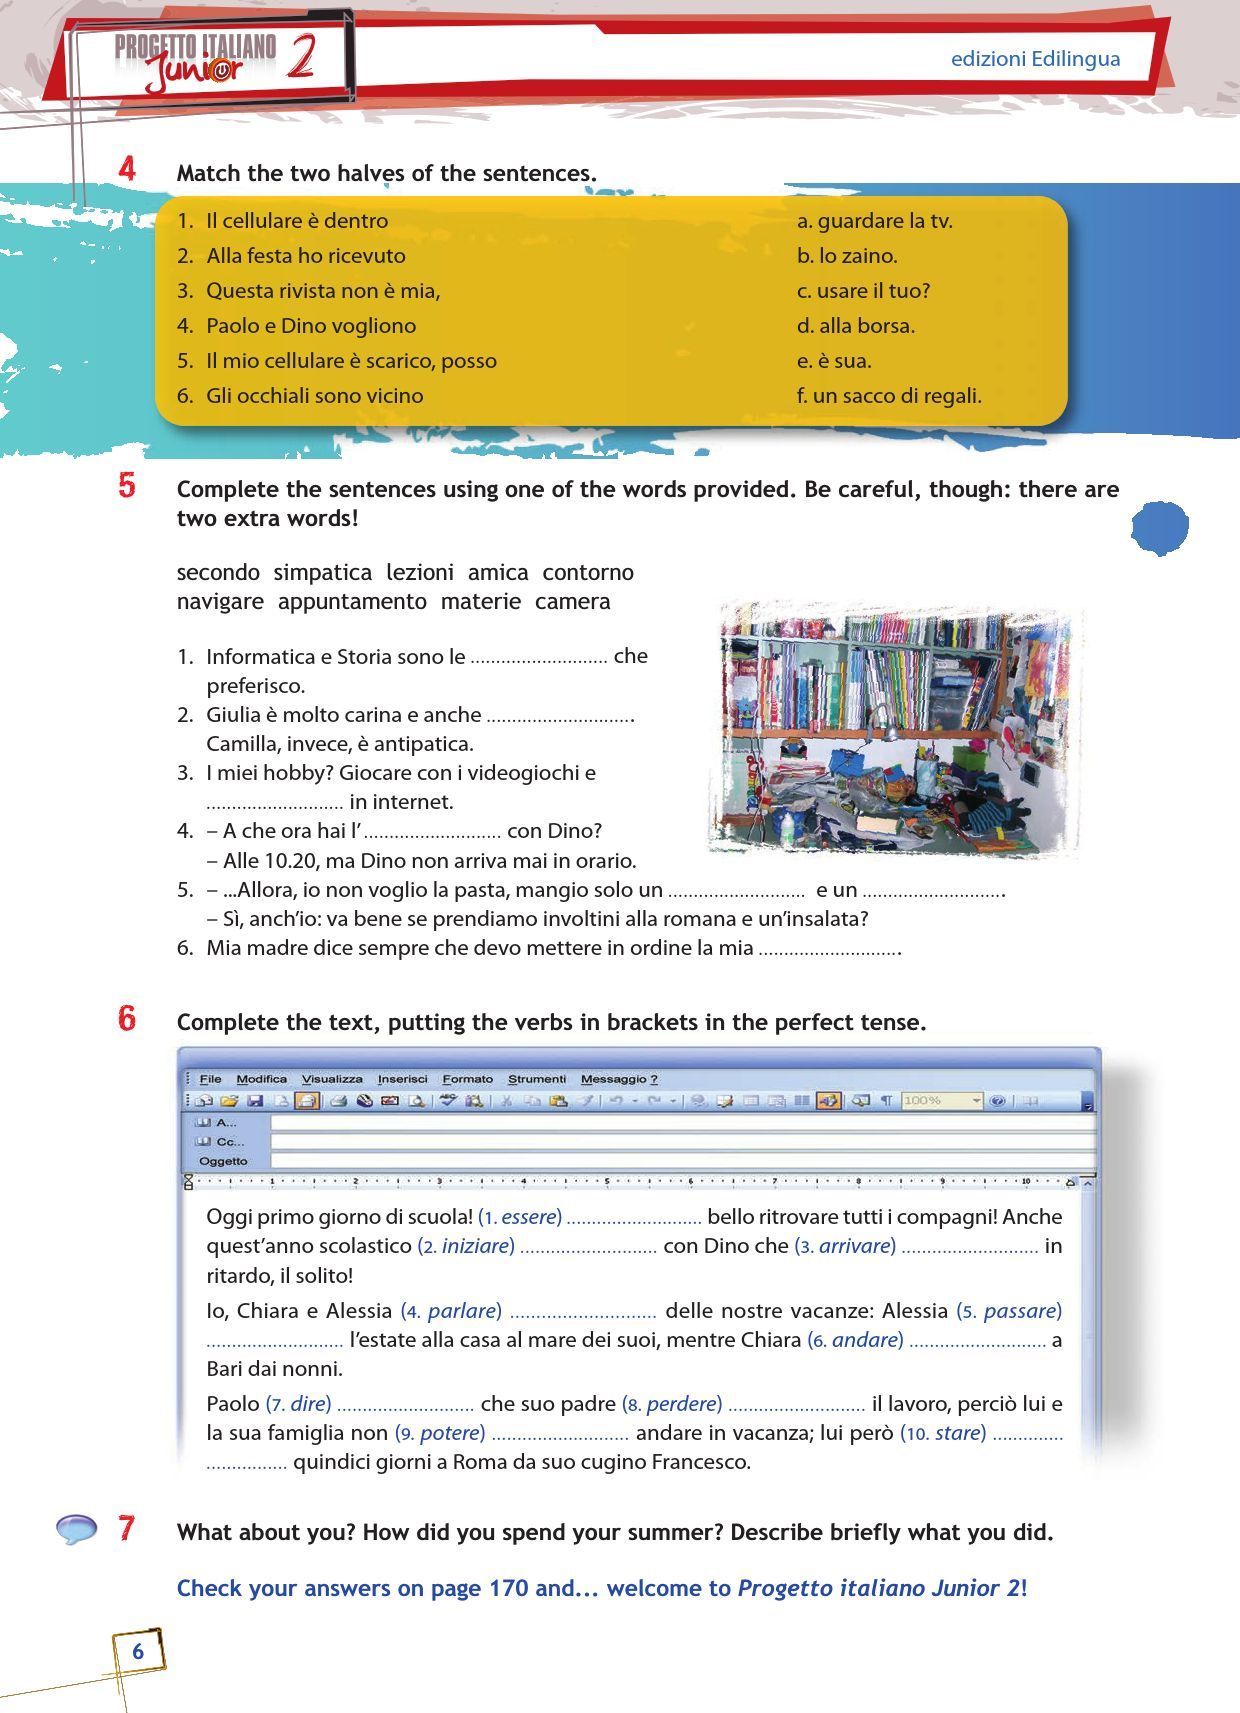 PROGETTO ITALIANO
Junior 2
edizioni Edilingua
4 Match the two halves of the sentences.
1. Il cellulare è dentro
2. Alla festa ho ricevuto
3. Questa rivista non è mia,
4. Paolo e Dino vogliono
5. Il mio cellulare è scarico, posso
6. Gli occhiali sono vicino
a. guardare la tv.
b. lo zaino.
c. usare il tuo?
d. alla borsa.
e. è sua.
f. un sacco di regali.
5 Complete the sentences using one of the words provided. Be careful, though: there are
two extra words!
secondo simpatica lezioni amica contorno
navigare appuntamento materie camera
1. Informatica e Storia sono le ........................... che
preferisco.
2. Giulia è molto carina e anche ............................
Camilla, invece, è antipatica.
3. I miei hobby? Giocare con i videogiochi e
........................... in internet.
4. – A che ora hai l’........................... con Dino?
– Alle 10.20, ma Dino non arriva mai in orario.
5. – ...Allora, io non voglio la pasta, mangio solo un ........................... e un ............................
– Sì, anch’io: va bene se prendiamo involtini alla romana e un’insalata?
6. Mia madre dice sempre che devo mettere in ordine la mia ............................
6 Complete the text, putting the verbs in brackets in the perfect tense.
File Modifica Visualizza Inserisci Formato Strumenti Messaggio ?
100%
A...
Cc...
Oggetto
1 2 3 4 5 6 7 8 9 10
Oggi primo giorno di scuola! (1. essere) ........................... bello ritrovare tutti i compagni! Anche
quest’anno scolastico (2. iniziare) ........................... con Dino che (3. arrivare) ........................... in
ritardo, il solito!
Io, Chiara e Alessia (4. parlare) ........................... delle nostre vacanze: Alessia (5. passare)
........................... l’estate alla casa al mare dei suoi, mentre Chiara (6. andare) ........................... a
Bari dai nonni.
Paolo (7. dire) ........................... che suo padre (8. perdere) ........................... il lavoro, perciò lui e
la sua famiglia non (9. potere) ........................... andare in vacanza; lui però (10. stare) ..............
................ quindici giorni a Roma da suo cugino Francesco.
7 What about you? How did you spend your summer? Describe briefly what you did.
Check your answers on page 170 and... welcome to Progetto italiano Junior 2!
6